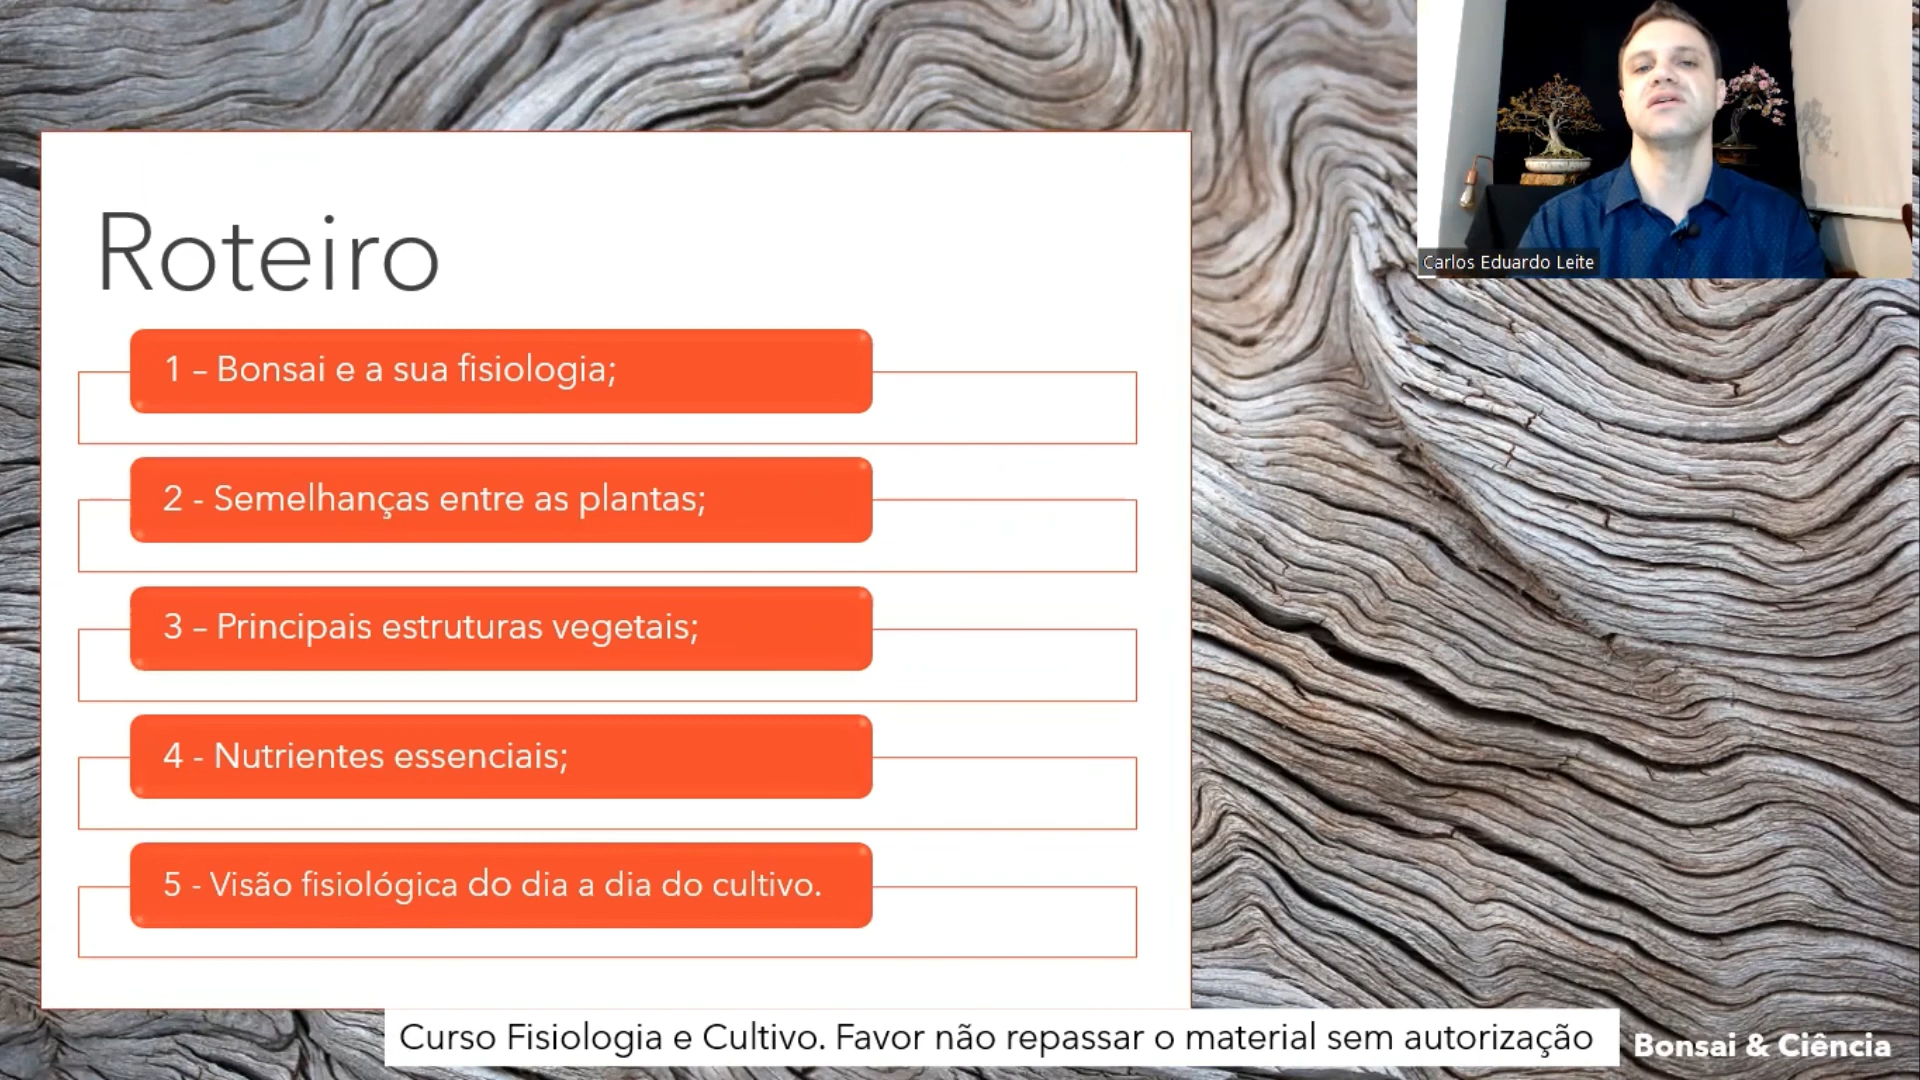 Carlos Eduardo Leite
Roteiro
1 – Bonsai e a sua fisiologia;
2 - Semelhanças entre as plantas;
3 – Principais estruturas vegetais;
4 - Nutrientes essenciais;
5 - Visão fisiológica do dia a dia do cultivo.
Curso Fisiologia e Cultivo. Favor não repassar o material sem autorização
Bonsai & Ciência